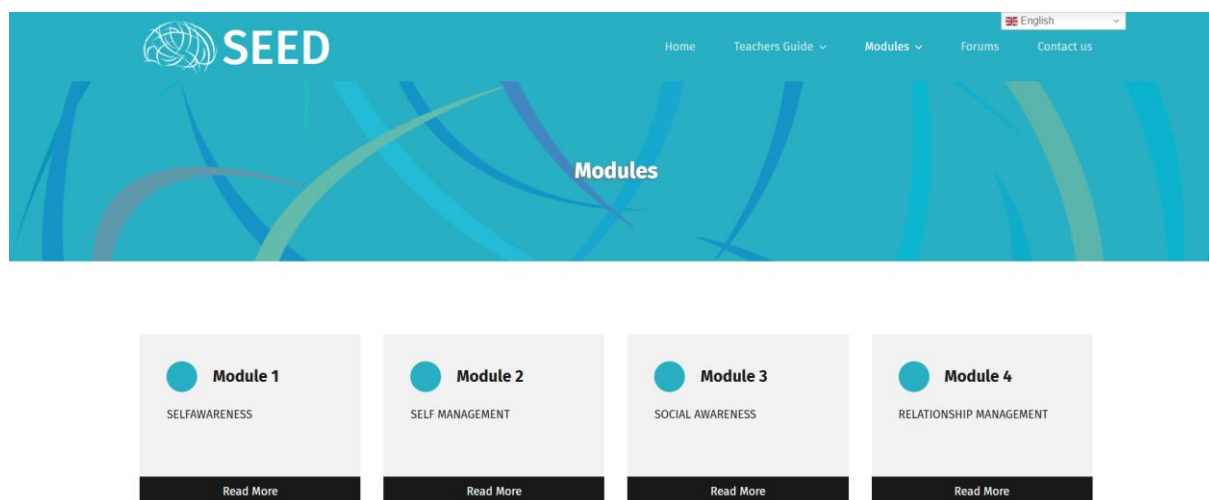 English
SEED
Home Teachers Guide Modules Forums Contact us
Modules
Module 1 Module 2 Module 3 Module 4
SELFAWARENESS SELF MANAGEMENT SOCIAL AWARENESS RELATIONSHIP MANAGEMENT
Read More Read More Read More Read More